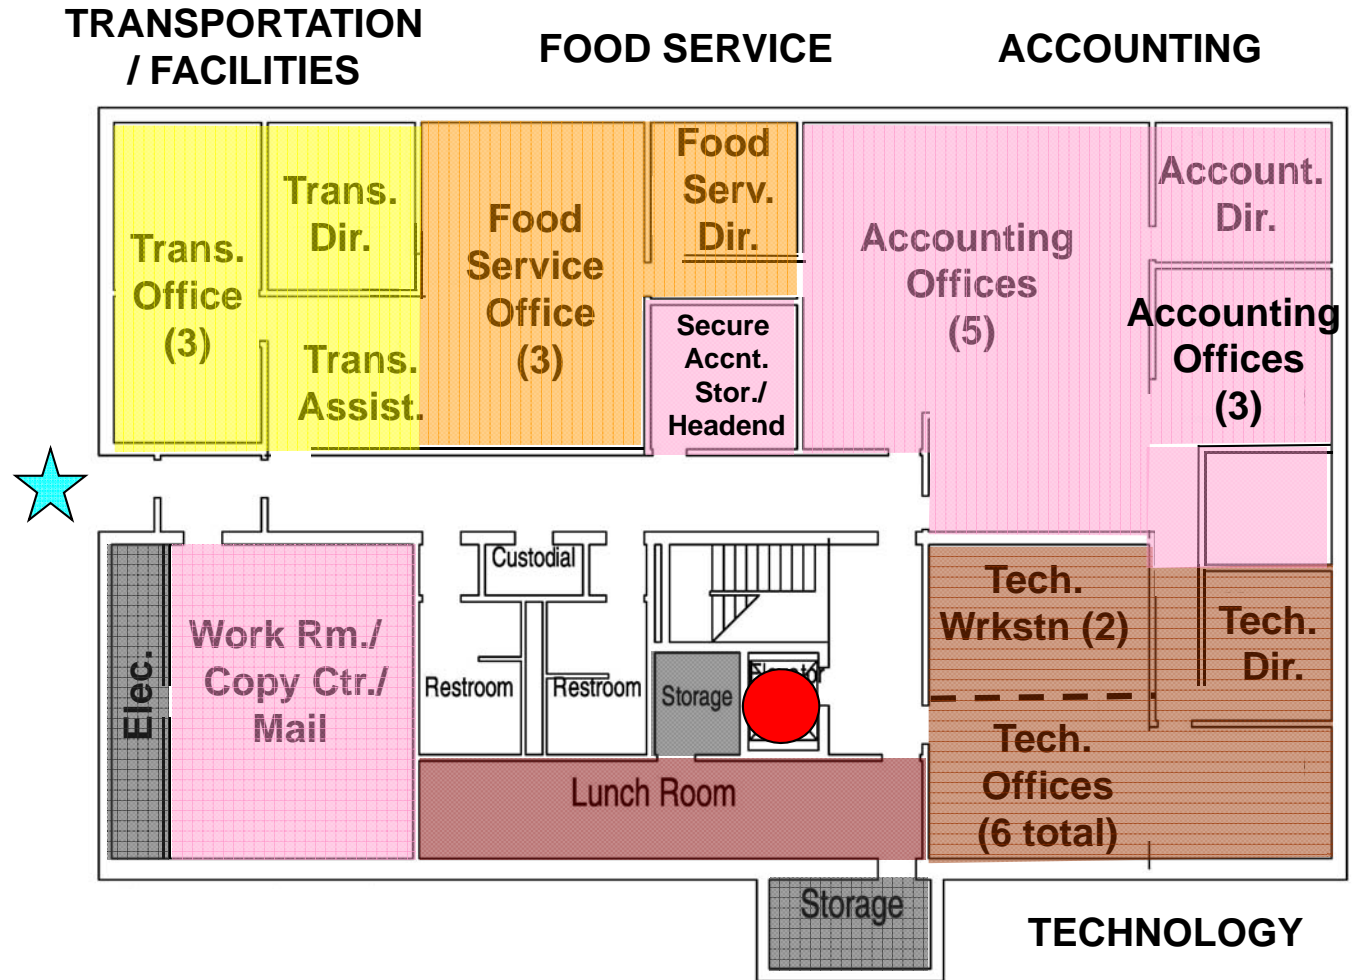 TRANSPORTATION
/ FACILITIES
FOOD SERVICE
ACCOUNTING
Trans.
Office
(3)
Trans.
Dir.
Trans.
Assist.
Food
Service
Office
(3)
Food
Serv.
Dir.
Secure
Accnt.
Stor./
Headend
Accounting
Offices
(5)
Account.
Dir.
Accounting
Offices
(3)
Elec.
Work Rm./
Copy Ctr./
Mail
Custodial
Restroom
Restroom
Storage
Lunch Room
Storage
Tech.
Wrkstn (2)
Tech.
Dir.
Tech.
Offices
(6 total)
TECHNOLOGY